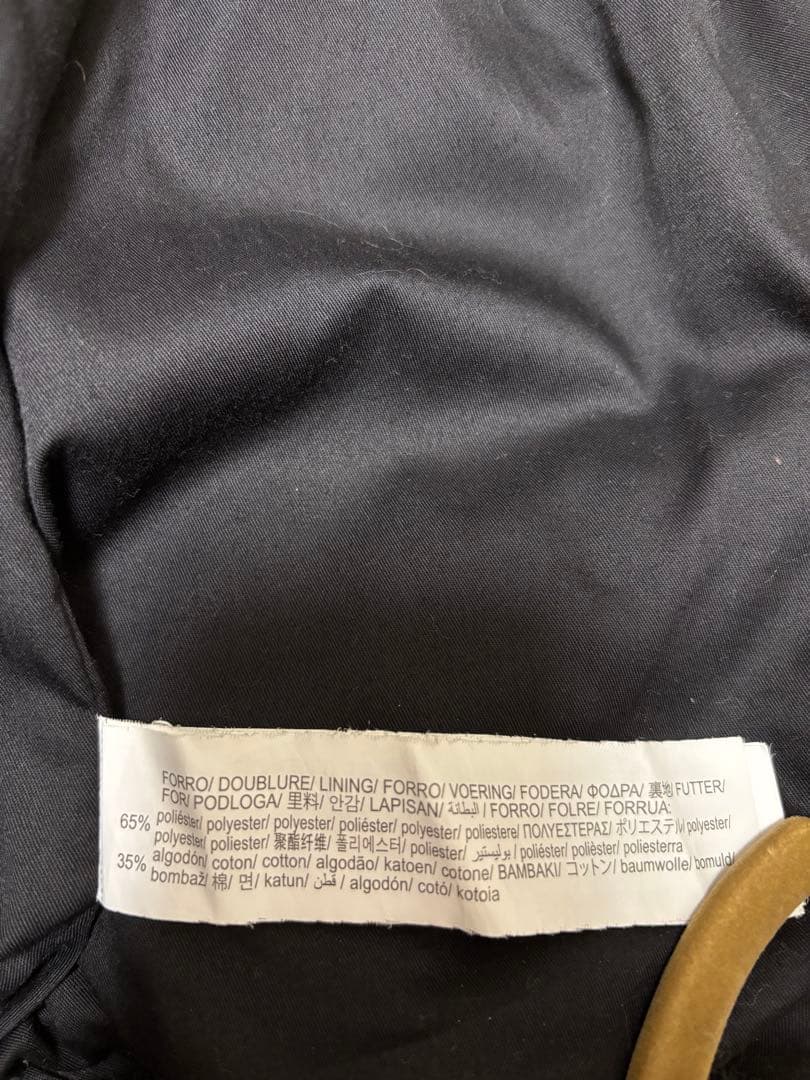 FORRO/ DOUBLURE/ LINING/ FORRO/ VOERING/ FODERA/ ΦΟΔΡΑ/ 裏地 FUTTER/
FOR/ PODLOGA/ 里料/ 안감/ LAPISAN/ البطانة / FORRO/ FOLRE/ FORRUA:
65% poliéster/ polyester/ polyester/ poliéster/ polyester/ poliestere/ ΠΟΛΥΕΣΤΕΡΑΣ/ ポリエステル/ polyester/
polyester/ poliester/ 聚酯纤维/ 폴리에스터/ poliester/ بوليستير / poliéster/ polièster/ poliesterra
35% algodón/ coton/ cotton/ algodão/ katoen/ cotone/ BAMBAKI/ コットン/ baumwolle/ bomuld/
bombaž/ 棉/ 면/ katun/ قطن / algodón/ cotó/ kotoia